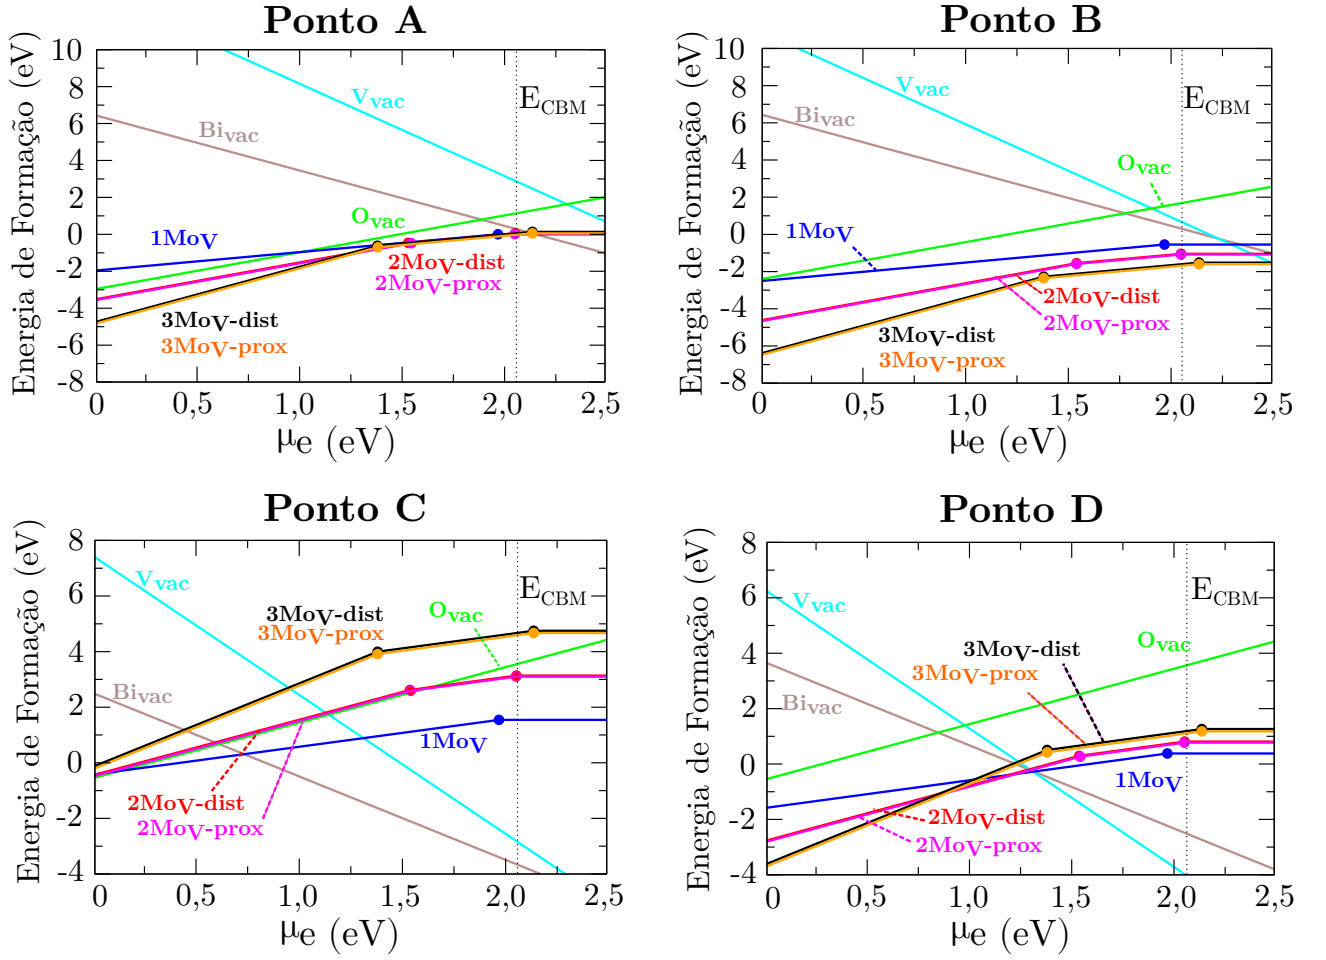 Ponto A
Energia de Formação (eV)
10
8
6
4
2
0
-2
-4
-6
-8
0
0,5
1,0
1,5
2,0
2,5
μe (eV)
Vvac
Bivac
Ovac
ECBM
1MoV
2MoV-dist
2MoV-prox
3MoV-dist
3MoV-prox
Ponto B
Energia de Formação (eV)
10
8
6
4
2
0
-2
-4
-6
-8
0
0,5
1,0
1,5
2,0
2,5
μe (eV)
Vvac
Bivac
Ovac
ECBM
1MoV
2MoV-dist
2MoV-prox
3MoV-dist
3MoV-prox
Ponto C
Energia de Formação (eV)
8
6
4
2
0
-2
-4
0
0,5
1,0
1,5
2,0
2,5
μe (eV)
Vvac
ECBM
3MoV-dist
3MoV-prox
Ovac
Bivac
1MoV
2MoV-dist
2MoV-prox
Ponto D
Energia de Formação (eV)
8
6
4
2
0
-2
-4
0
0,5
1,0
1,5
2,0
2,5
μe (eV)
Vvac
ECBM
Ovac
3MoV-dist
3MoV-prox
Bivac
1MoV
2MoV-dist
2MoV-prox